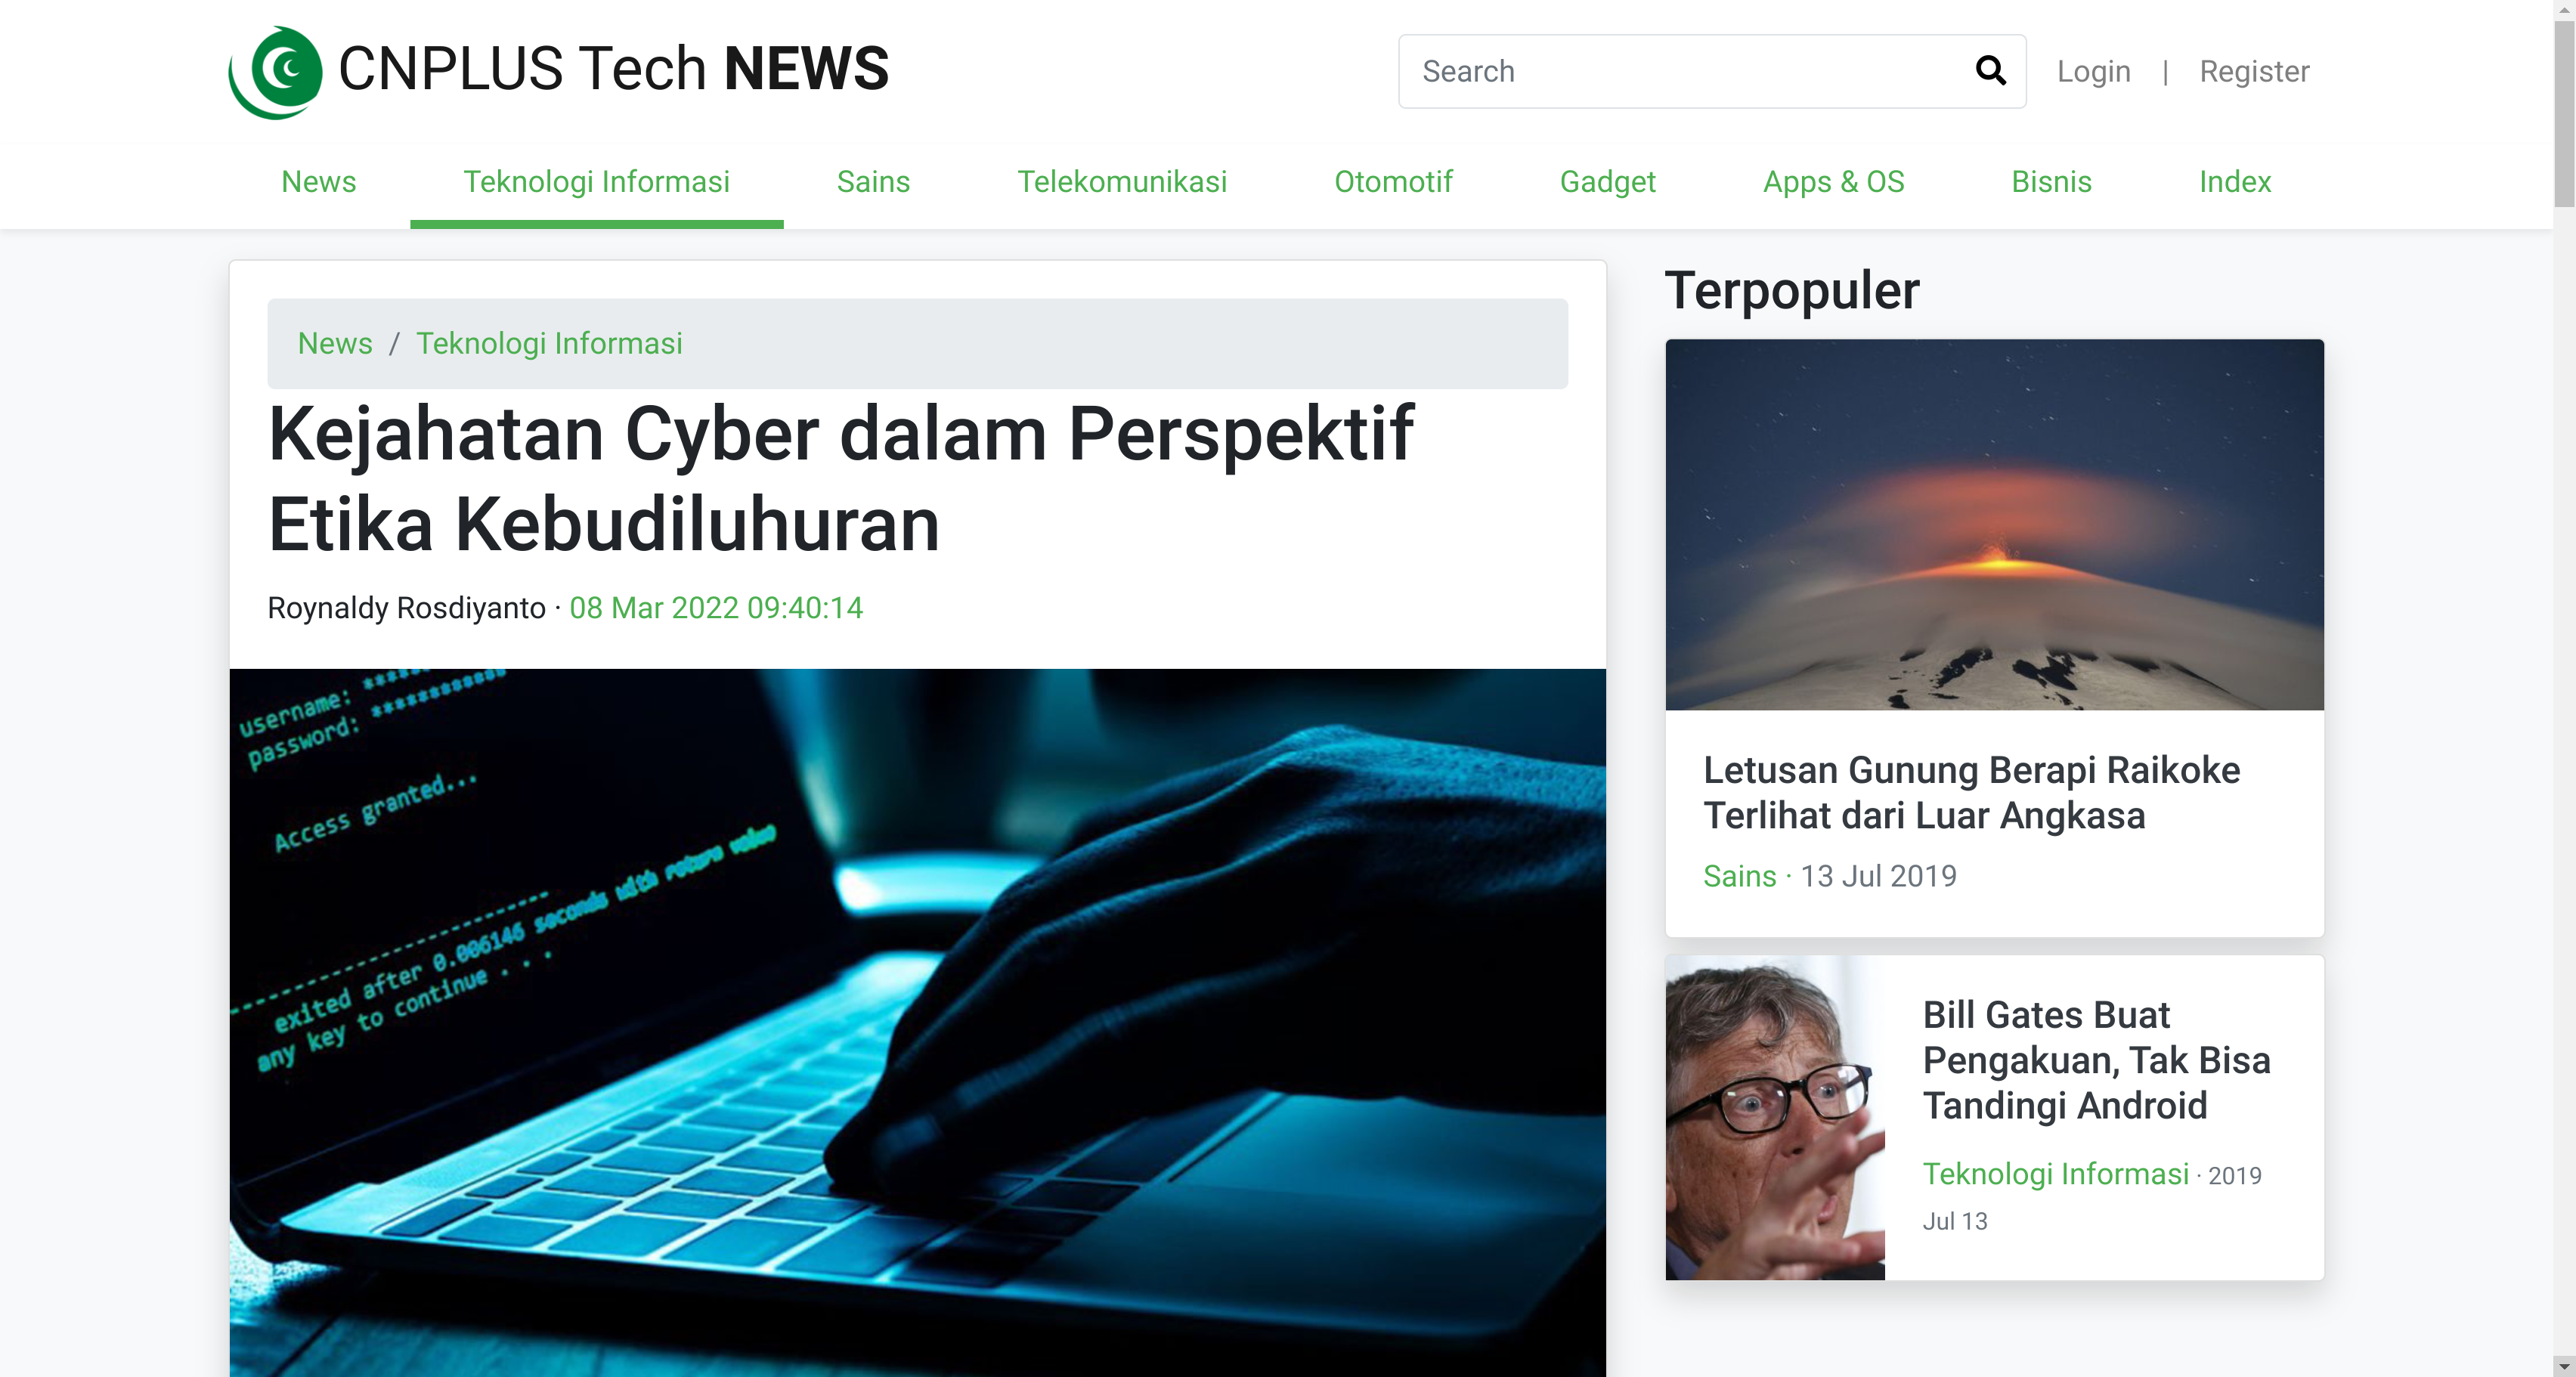 CNPLUS Tech NEWS
Search
Login | Register
News
Teknologi Informasi
Sains
Telekomunikasi
Otomotif
Gadget
Apps & OS
Bisnis
Index
News / Teknologi Informasi
Kejahatan Cyber dalam Perspektif
Etika Kebudiluhuran
Roynaldy Rosdiyanto · 08 Mar 2022 09:40:14
username: ******
password: ************
Access granted...
--------------------------
exited after 0.006146 seconds with return value
any key to continue . . .
Terpopuler
Letusan Gunung Berapi Raikoke
Terlihat dari Luar Angkasa
Sains · 13 Jul 2019
Bill Gates Buat
Pengakuan, Tak Bisa
Tandingi Android
Teknologi Informasi · 2019
Jul 13